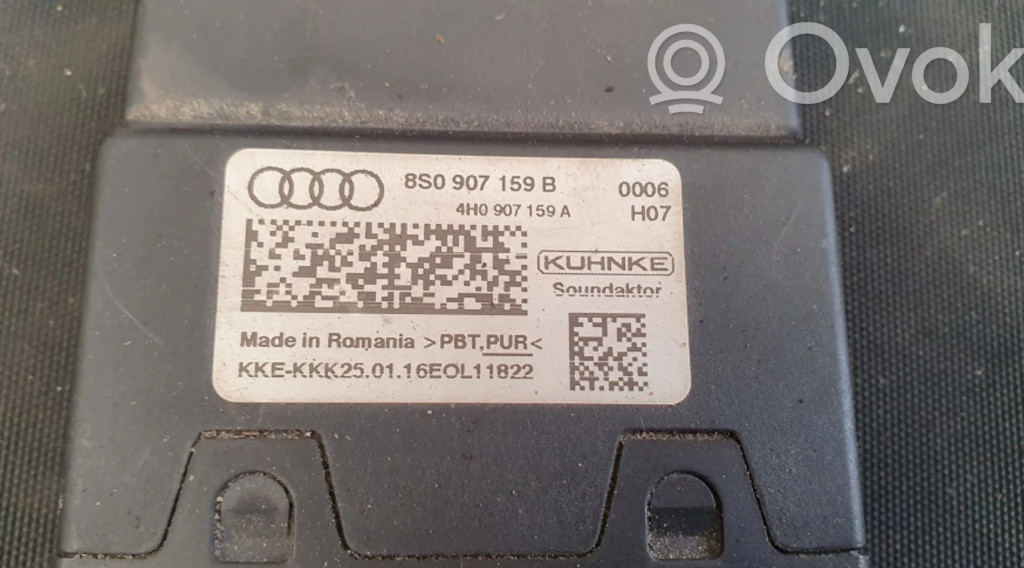 Ovok
8S0 907 159 B 0006
4H0 907 159 A H07
KUHNKE
Soundaktor
Made in Romania >PBT,PUR<
KKE-KKK25.01.16EOL11822